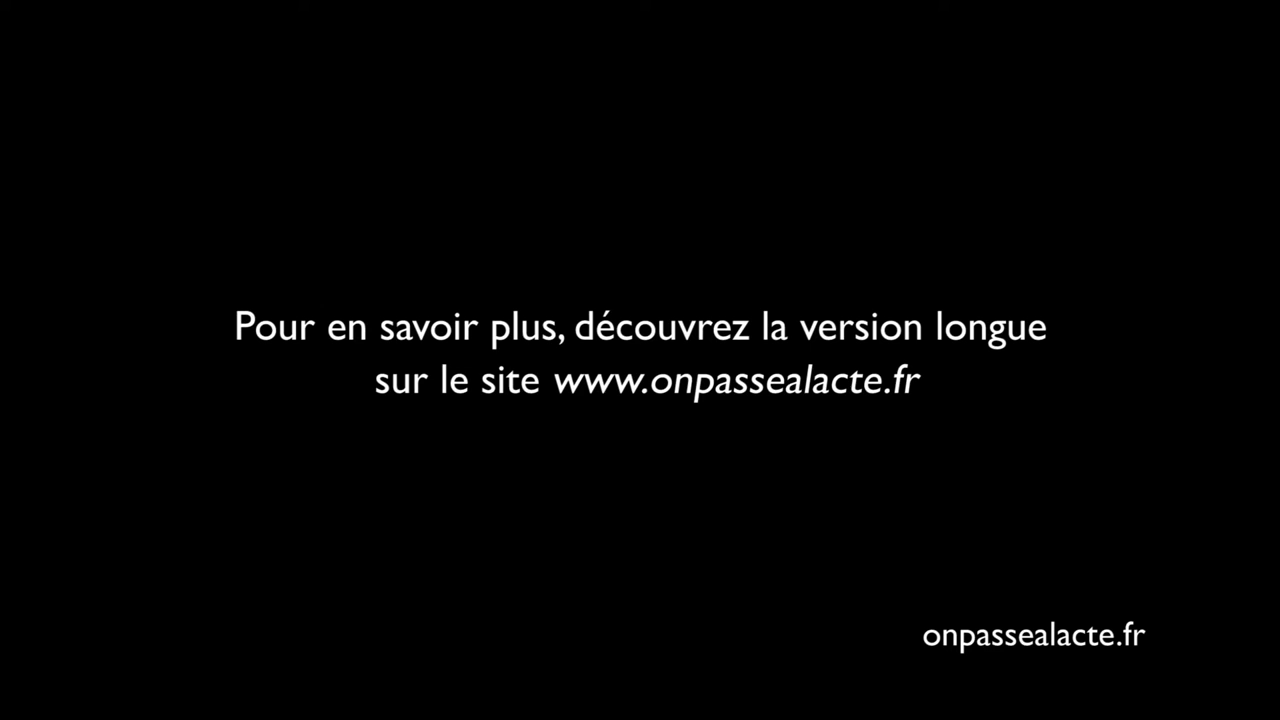 Pour en savoir plus, découvrez la version longue
sur le site www.onpassealacte.fr
onpassealacte.fr